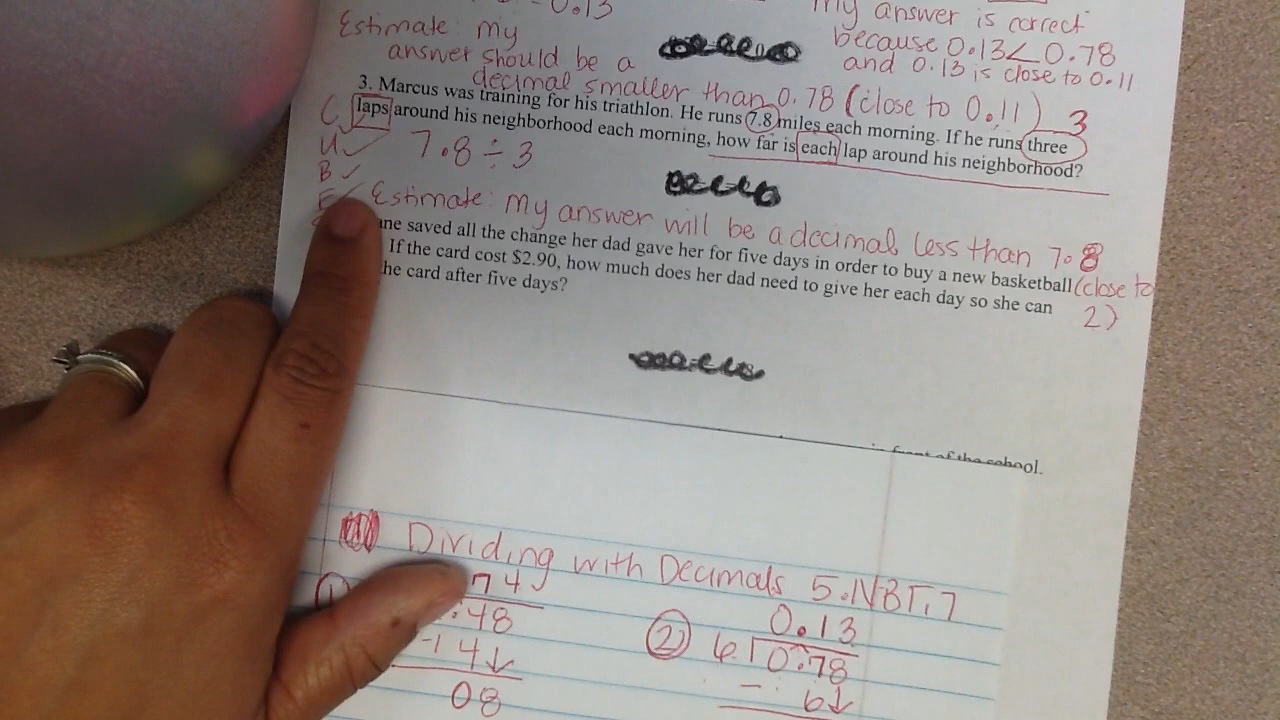 0.13
my answer is correct
Estimate: my
because 0.13<0.78
answer should be a
and 0.13 is close to 0.11
decimal smaller than 0.78 (close to 0.11)
3
3. Marcus was training for his triathlon. He runs 7.8 miles each morning. If he runs three
laps around his neighborhood each morning, how far is each lap around his neighborhood?
C
U ✓
7.8 ÷ 3
B ✓
E ✓
Estimate: my answer will be a decimal less than 7.8
(close to
2)
ane saved all the change her dad gave her for five days in order to buy a new basketball
If the card cost $2.90, how much does her dad need to give her each day so she can
he card after five days?
front of the school.
Dividing with Decimals 5.NBT.7
1
74
.48
-14↓
08
2
0.13
6 0.78
- 6↓